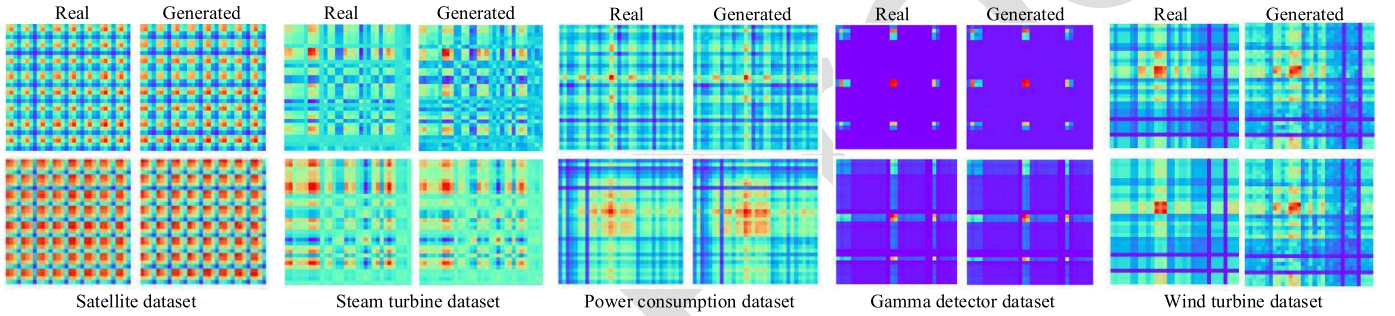 Real Generated Real Generated Real Generated Real Generated Real Generated
Satellite dataset Steam turbine dataset Power consumption dataset Gamma detector dataset Wind turbine dataset